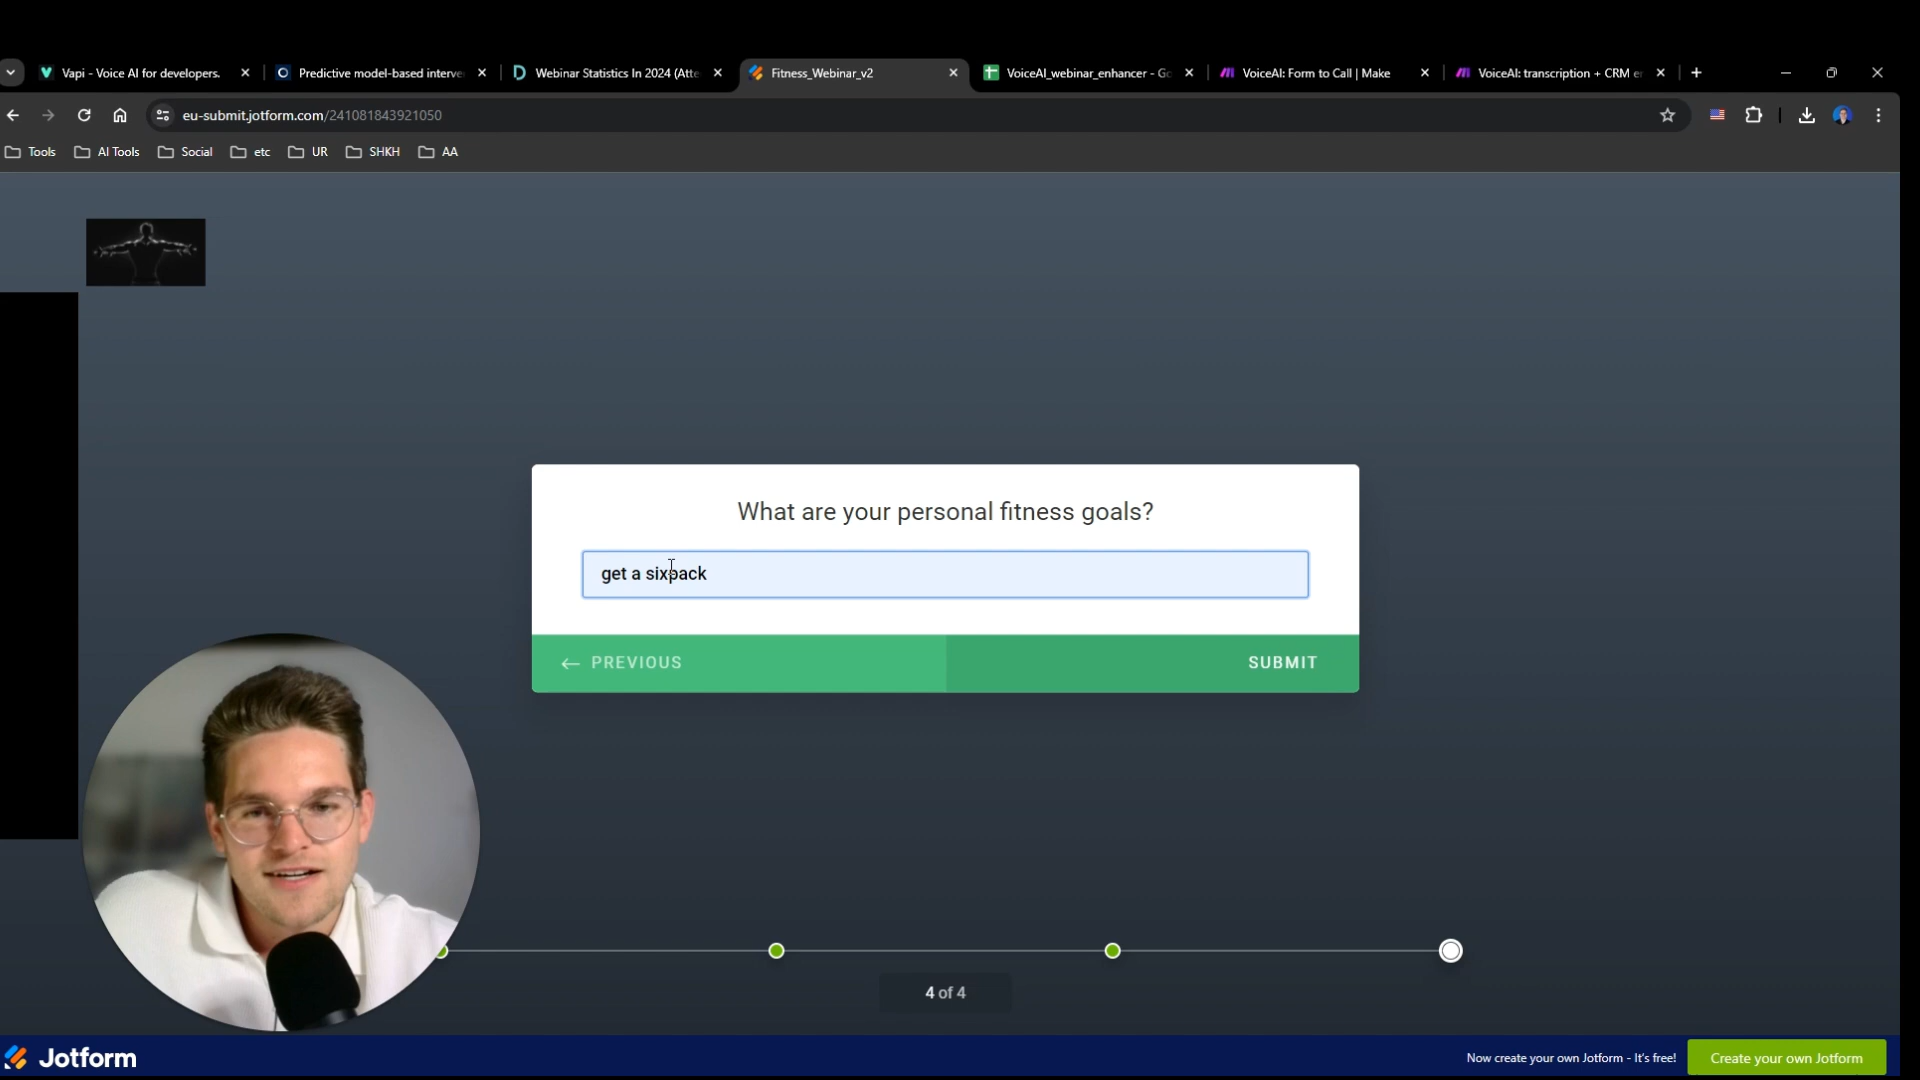 Vapi - Voice AI for developers.
Predictive model-based interve
Webinar Statistics In 2024 (Atte
Fitness_Webinar_v2
VoiceAI_webinar_enhancer - Go
VoiceAI: Form to Call | Make
VoiceAI: transcription + CRM er
eu-submit.jotform.com/241081843921050
Tools
AI Tools
Social
etc
UR
SHKH
AA
What are your personal fitness goals?
get a sixpack
← PREVIOUS
SUBMIT
4 of 4
Jotform
Now create your own Jotform - It's free!
Create your own Jotform